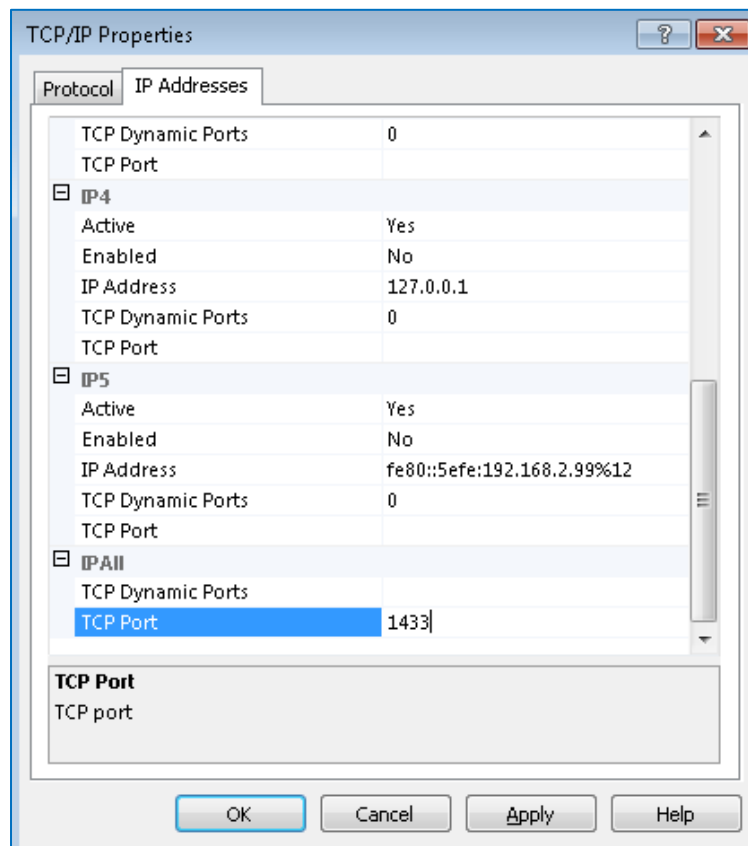 TCP/IP Properties
Protocol IP Addresses
TCP Dynamic Ports 0
TCP Port
IP4
Active Yes
Enabled No
IP Address 127.0.0.1
TCP Dynamic Ports 0
TCP Port
IP5
Active Yes
Enabled No
IP Address fe80::5efe:192.168.2.99%12
TCP Dynamic Ports 0
TCP Port
IPAll
TCP Dynamic Ports
TCP Port 1433
TCP Port
TCP port
OK Cancel Apply Help